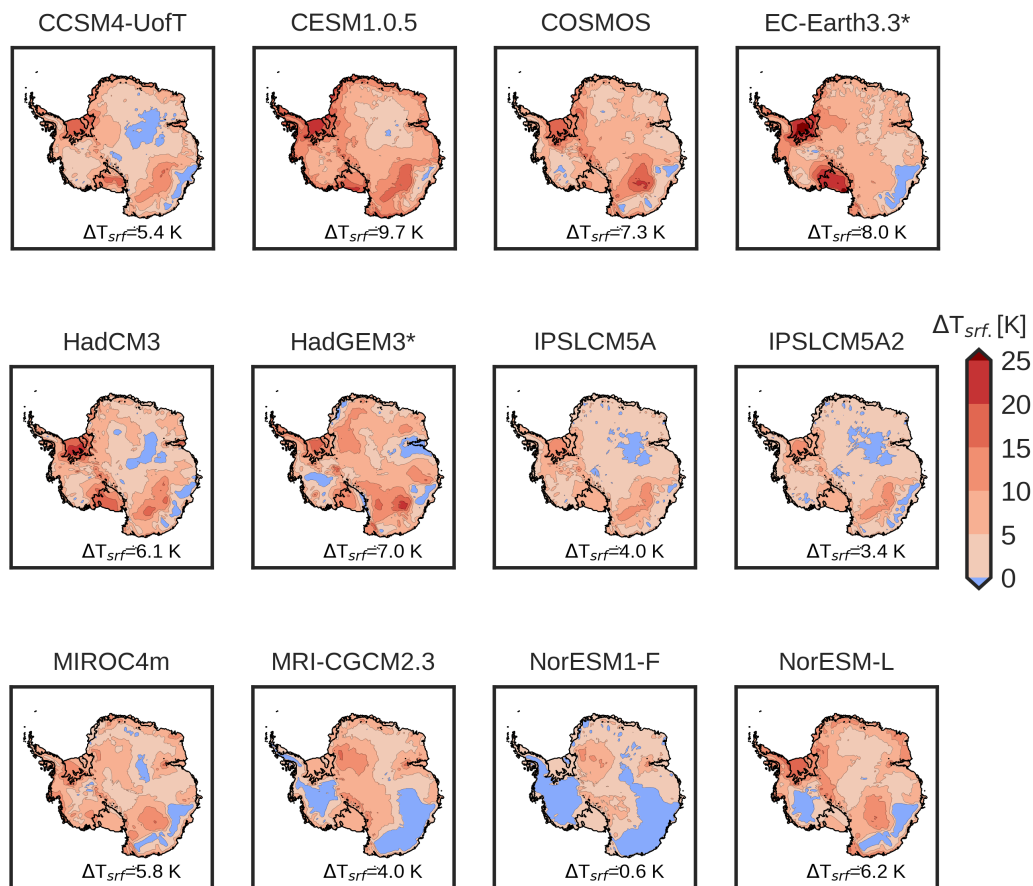 CCSM4-UofT CESM1.0.5 COSMOS EC-Earth3.3*
ΔTsrf=5.4 K ΔTsrf=9.7 K ΔTsrf=7.3 K ΔTsrf=8.0 K
HadCM3 HadGEM3* IPSLCM5A IPSLCM5A2
ΔTsrf=6.1 K ΔTsrf=7.0 K ΔTsrf=4.0 K ΔTsrf=3.4 K
ΔTsrf. [K]
25
20
15
10
5
0
MIROC4m MRI-CGCM2.3 NorESM1-F NorESM-L
ΔTsrf=5.8 K ΔTsrf=4.0 K ΔTsrf=0.6 K ΔTsrf=6.2 K